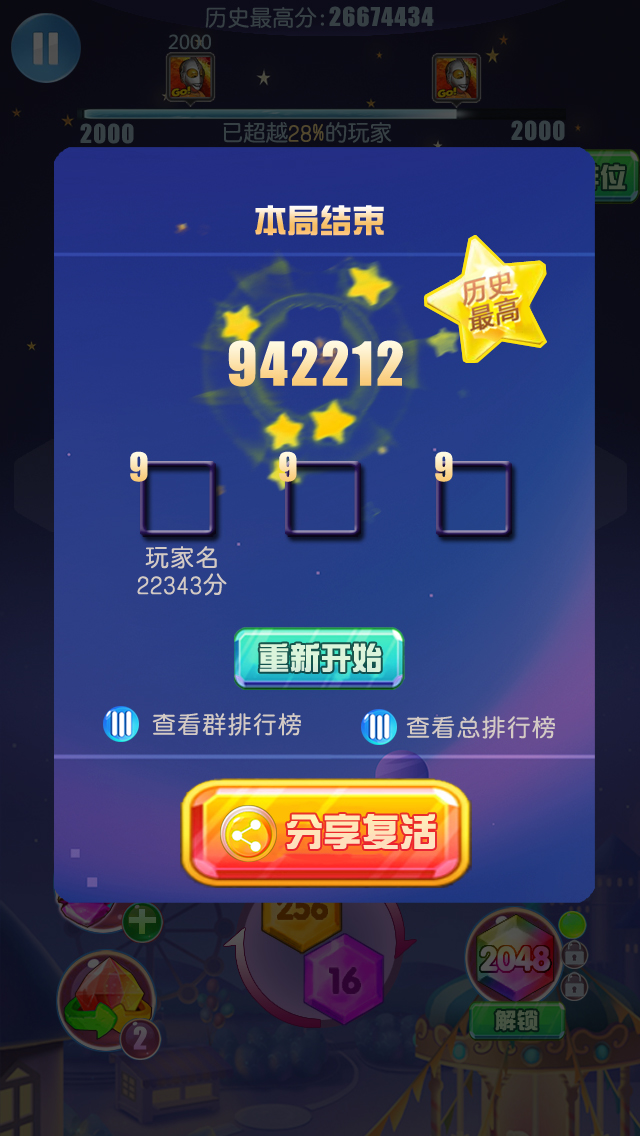 历史最高分:26674434
2000
Go!
Go!
2000
已超越28%的玩家
2000
位
本局结束
历史
最高
942212
9
9
9
玩家名
22343分
重新开始
查看群排行榜
查看总排行榜
分享复活
256
16
2048
2
解锁